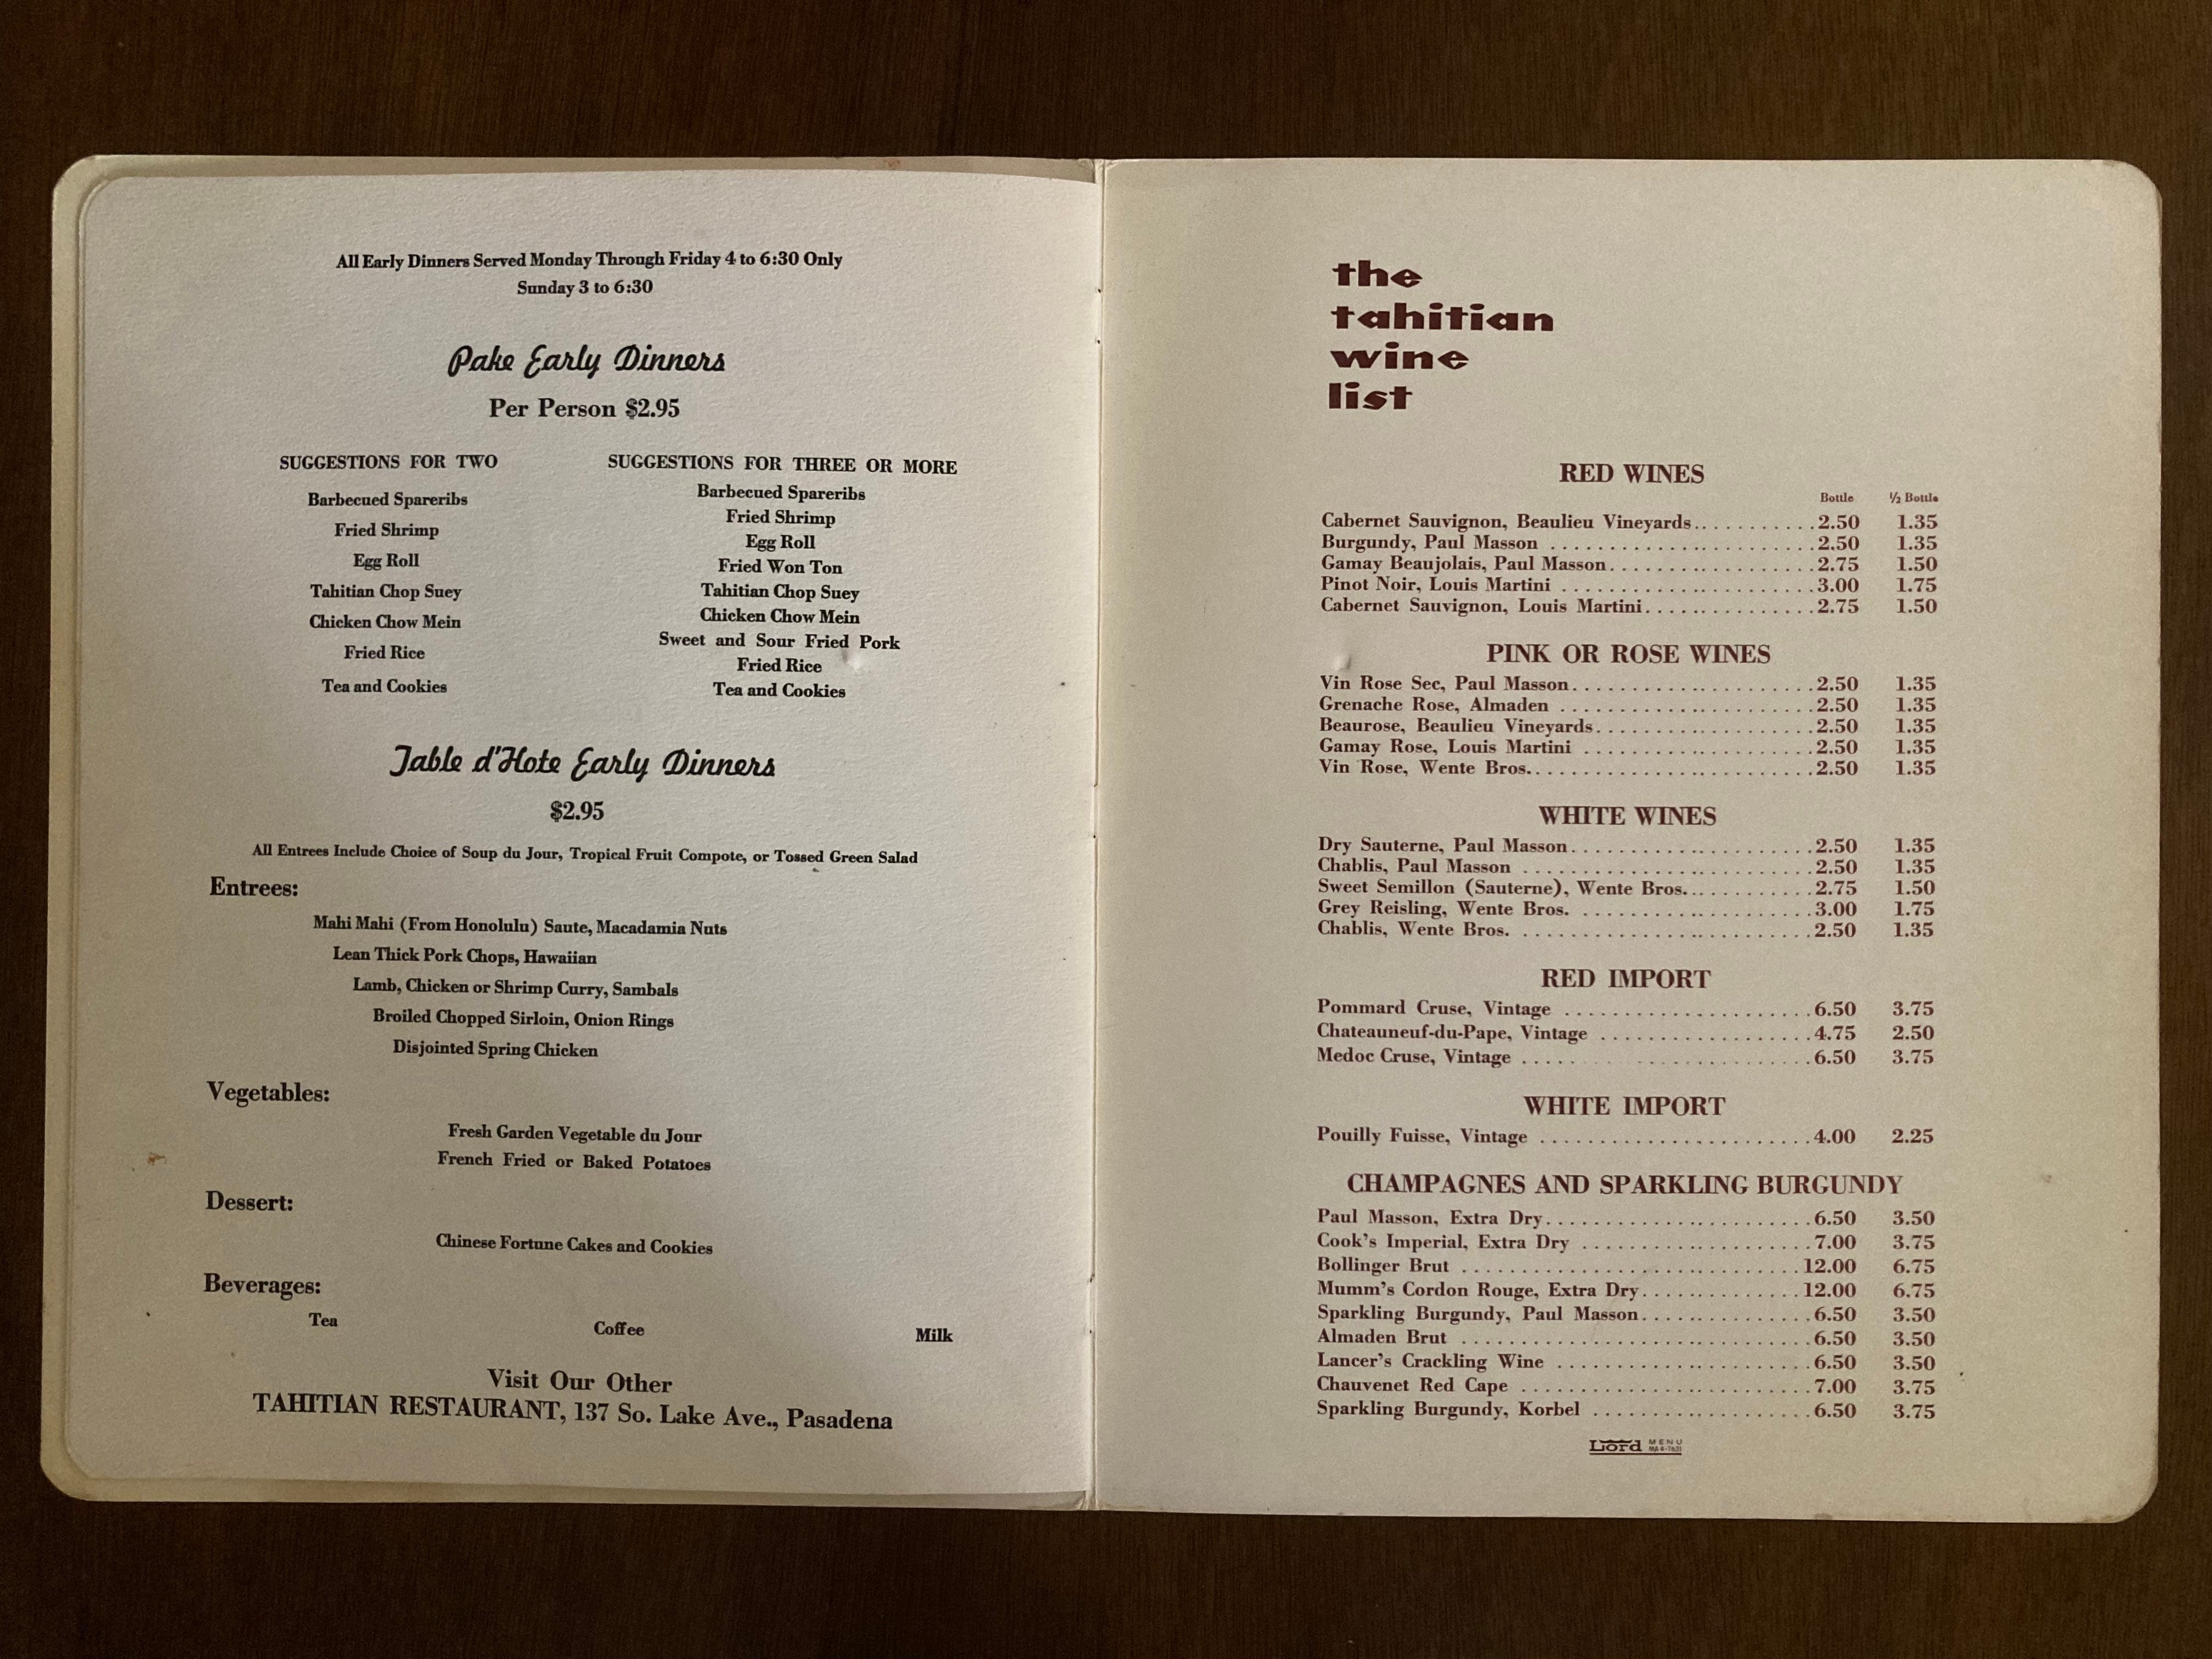 All Early Dinners Served Monday Through Friday 4 to 6:30 Only
Sunday 3 to 6:30
Pake Early Dinners
Per Person $2.95
SUGGESTIONS FOR TWO
Barbecued Spareribs
Fried Shrimp
Egg Roll
Tahitian Chop Suey
Chicken Chow Mein
Fried Rice
Tea and Cookies
SUGGESTIONS FOR THREE OR MORE
Barbecued Spareribs
Fried Shrimp
Egg Roll
Fried Won Ton
Tahitian Chop Suey
Chicken Chow Mein
Sweet and Sour Fried Pork
Fried Rice
Tea and Cookies
Table d'Hote Early Dinners
$2.95
All Entrees Include Choice of Soup du Jour, Tropical Fruit Compote, or Tossed Green Salad
Entrees:
Mahi Mahi (From Honolulu) Saute, Macadamia Nuts
Lean Thick Pork Chops, Hawaiian
Lamb, Chicken or Shrimp Curry, Sambals
Broiled Chopped Sirloin, Onion Rings
Disjointed Spring Chicken
Vegetables:
Fresh Garden Vegetable du Jour
French Fried or Baked Potatoes
Dessert:
Chinese Fortune Cakes and Cookies
Beverages:
Tea Coffee Milk
Visit Our Other
TAHITIAN RESTAURANT, 137 So. Lake Ave., Pasadena
the
tahitian
wine
list
RED WINES
Bottle ½ Bottle
Cabernet Sauvignon, Beaulieu Vineyards 2.50 1.35
Burgundy, Paul Masson 2.50 1.35
Gamay Beaujolais, Paul Masson 2.75 1.50
Pinot Noir, Louis Martini 3.00 1.75
Cabernet Sauvignon, Louis Martini 2.75 1.50
PINK OR ROSE WINES
Vin Rose Sec, Paul Masson 2.50 1.35
Grenache Rose, Almaden 2.50 1.35
Beaurose, Beaulieu Vineyards 2.50 1.35
Gamay Rose, Louis Martini 2.50 1.35
Vin Rose, Wente Bros. 2.50 1.35
WHITE WINES
Dry Sauterne, Paul Masson 2.50 1.35
Chablis, Paul Masson 2.50 1.35
Sweet Semillon (Sauterne), Wente Bros. 2.75 1.50
Grey Reisling, Wente Bros. 3.00 1.75
Chablis, Wente Bros. 2.50 1.35
RED IMPORT
Pommard Cruse, Vintage 6.50 3.75
Chateauneuf-du-Pape, Vintage 4.75 2.50
Medoc Cruse, Vintage 6.50 3.75
WHITE IMPORT
Pouilly Fuisse, Vintage 4.00 2.25
CHAMPAGNES AND SPARKLING BURGUNDY
Paul Masson, Extra Dry 6.50 3.50
Cook's Imperial, Extra Dry 7.00 3.75
Bollinger Brut 12.00 6.75
Mumm's Cordon Rouge, Extra Dry 12.00 6.75
Sparkling Burgundy, Paul Masson 6.50 3.50
Almaden Brut 6.50 3.50
Lancer's Crackling Wine 6.50 3.50
Chauvenet Red Cape 7.00 3.75
Sparkling Burgundy, Korbel 6.50 3.75
Lord MENU